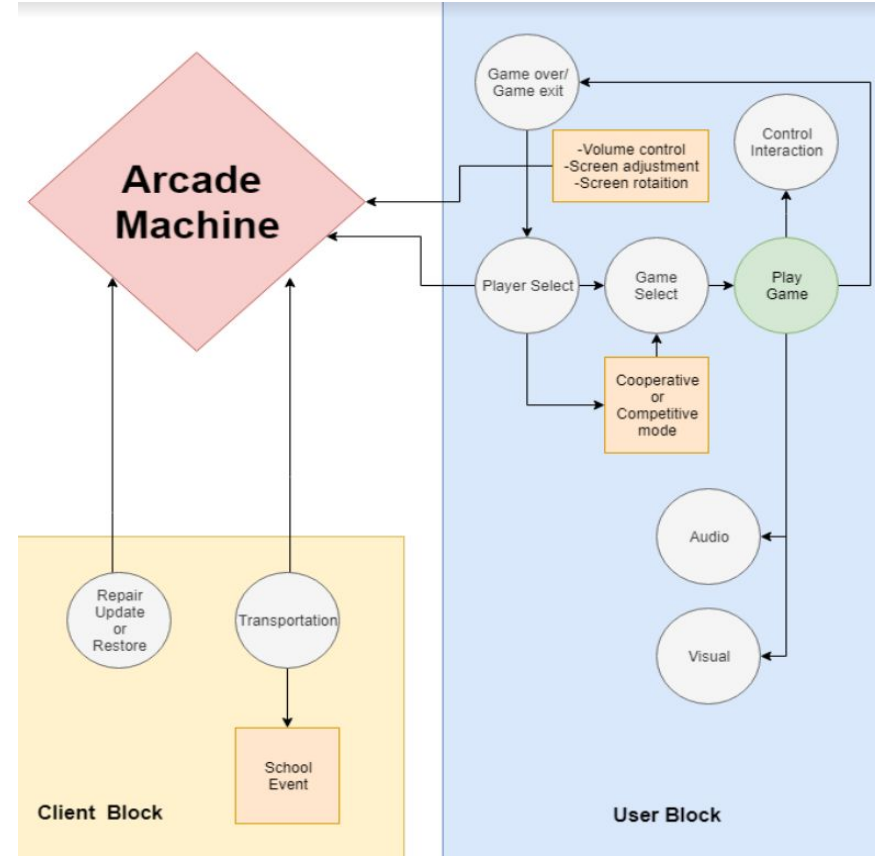 Game over/
Game exit
Control
Interaction
-Volume control
-Screen adjustment
-Screen rotaition
Arcade
Machine
Player Select
Game
Select
Play
Game
Cooperative
or
Competitive
mode
Audio
Visual
Repair
Update
or
Restore
Transportation
School
Event
Client Block
User Block